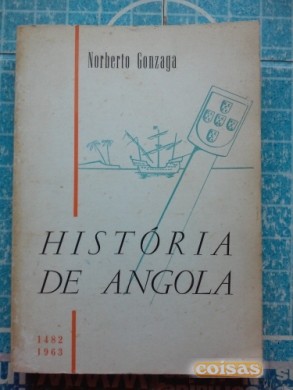 Norberto Gonzaga
HISTÓRIA
DE ANGOLA
1482
1963
coisas